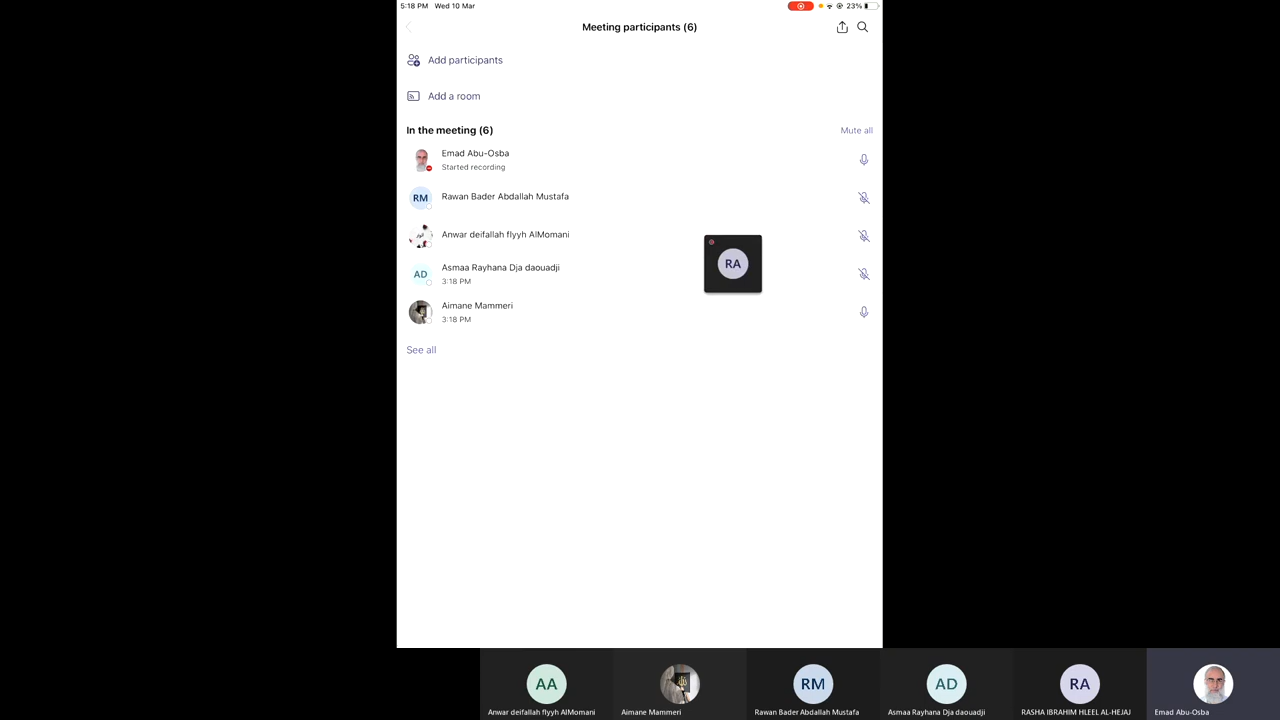 5:18 PM Wed 10 Mar
23%
Meeting participants (6)
Add participants
Add a room
In the meeting (6)
Mute all
Emad Abu-Osba
Started recording
RM
Rawan Bader Abdallah Mustafa
Anwar deifallah flyyh AlMomani
RA
AD
Asmaa Rayhana Dja daouadji
3:18 PM
Aimane Mammeri
3:18 PM
See all
AA
RM
AD
RA
Anwar deifallah flyyh AlMomani
Aimane Mammeri
Rawan Bader Abdallah Mustafa
Asmaa Rayhana Dja daouadji
RASHA IBRAHIM HLEEL AL-HEJAJ
Emad Abu-Osba